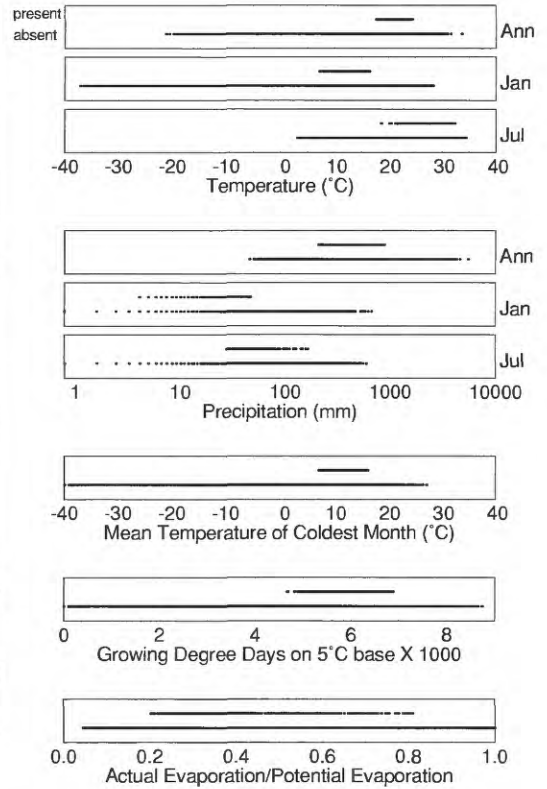 present
absent
Ann
Jan
Jul
-40 -30 -20 -10 0 10 20 30 40
Temperature (˚C)
Ann
Jan
Jul
1 10 100 1000 10000
Precipitation (mm)
-40 -30 -20 -10 0 10 20 30 40
Mean Temperature of Coldest Month (˚C)
0 2 4 6 8
Growing Degree Days on 5˚C base X 1000
0.0 0.2 0.4 0.6 0.8 1.0
Actual Evaporation/Potential Evaporation